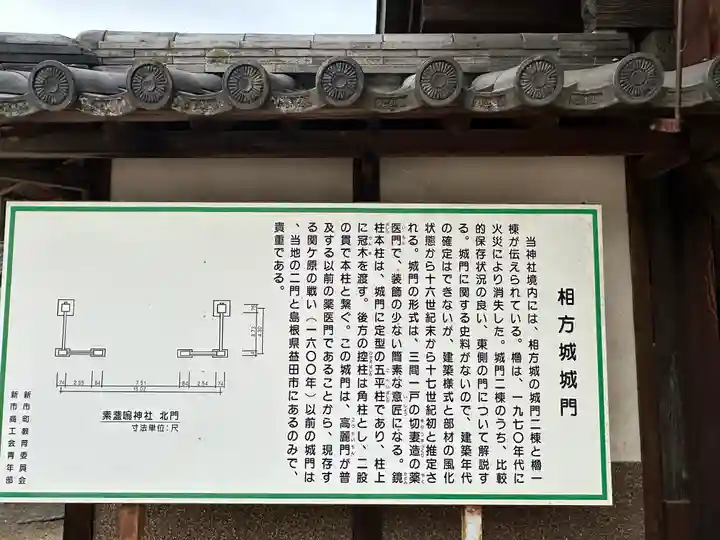 相方城城門
当神社境内には、相方城の城門二棟と櫓一
棟が伝えられている。櫓は、一九七〇年代に
火災により消失した。城門二棟のうち、比較
的保存状況の良い、東側の門について解説す
る。城門に関する史料がないので、建築年代
の確定はできないが、建築様式と部材の風化
状態から十六世紀末から十七世紀初と推定さ
れる。城門の形式は、三間一戸の切妻造の薬
医門で、装飾の少ない簡素な意匠になる。鏡
柱本柱は、城門に定型の五平柱であり、柱上
に冠木を渡す。後方の控柱は角柱とし、二段
の貫で本柱と繋ぐ。この城門は、高麗門が普
及する以前の薬医門であることから、現存す
る関ケ原の戦い(一六〇〇年)以前の城門は
、当地の二門と島根県益田市にあるのみで、
貴重である。
素盞嗚神社 北門
寸法単位:尺
新市町教育委員会
新市商工会青年部
.74 2.55 .84 7.51 .84 2.54 .74
15.02